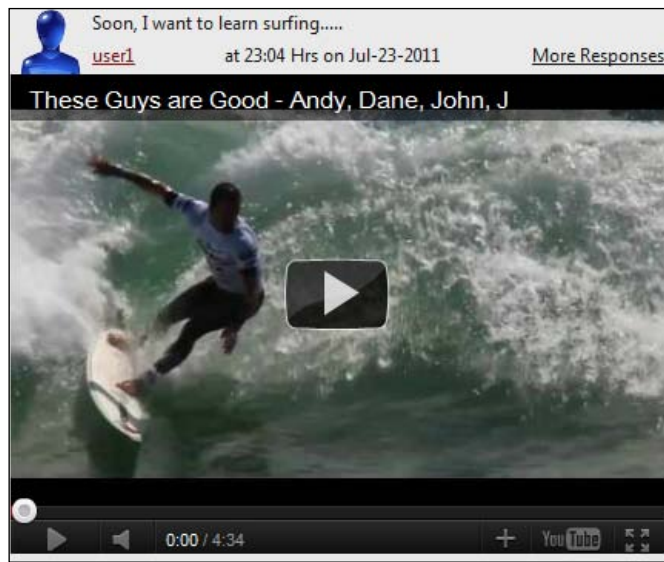 Soon, I want to learn surfing.....
user1 at 23:04 Hrs on Jul-23-2011 More Responses
These Guys are Good - Andy, Dane, John, J
0:00 / 4:34 YouTube